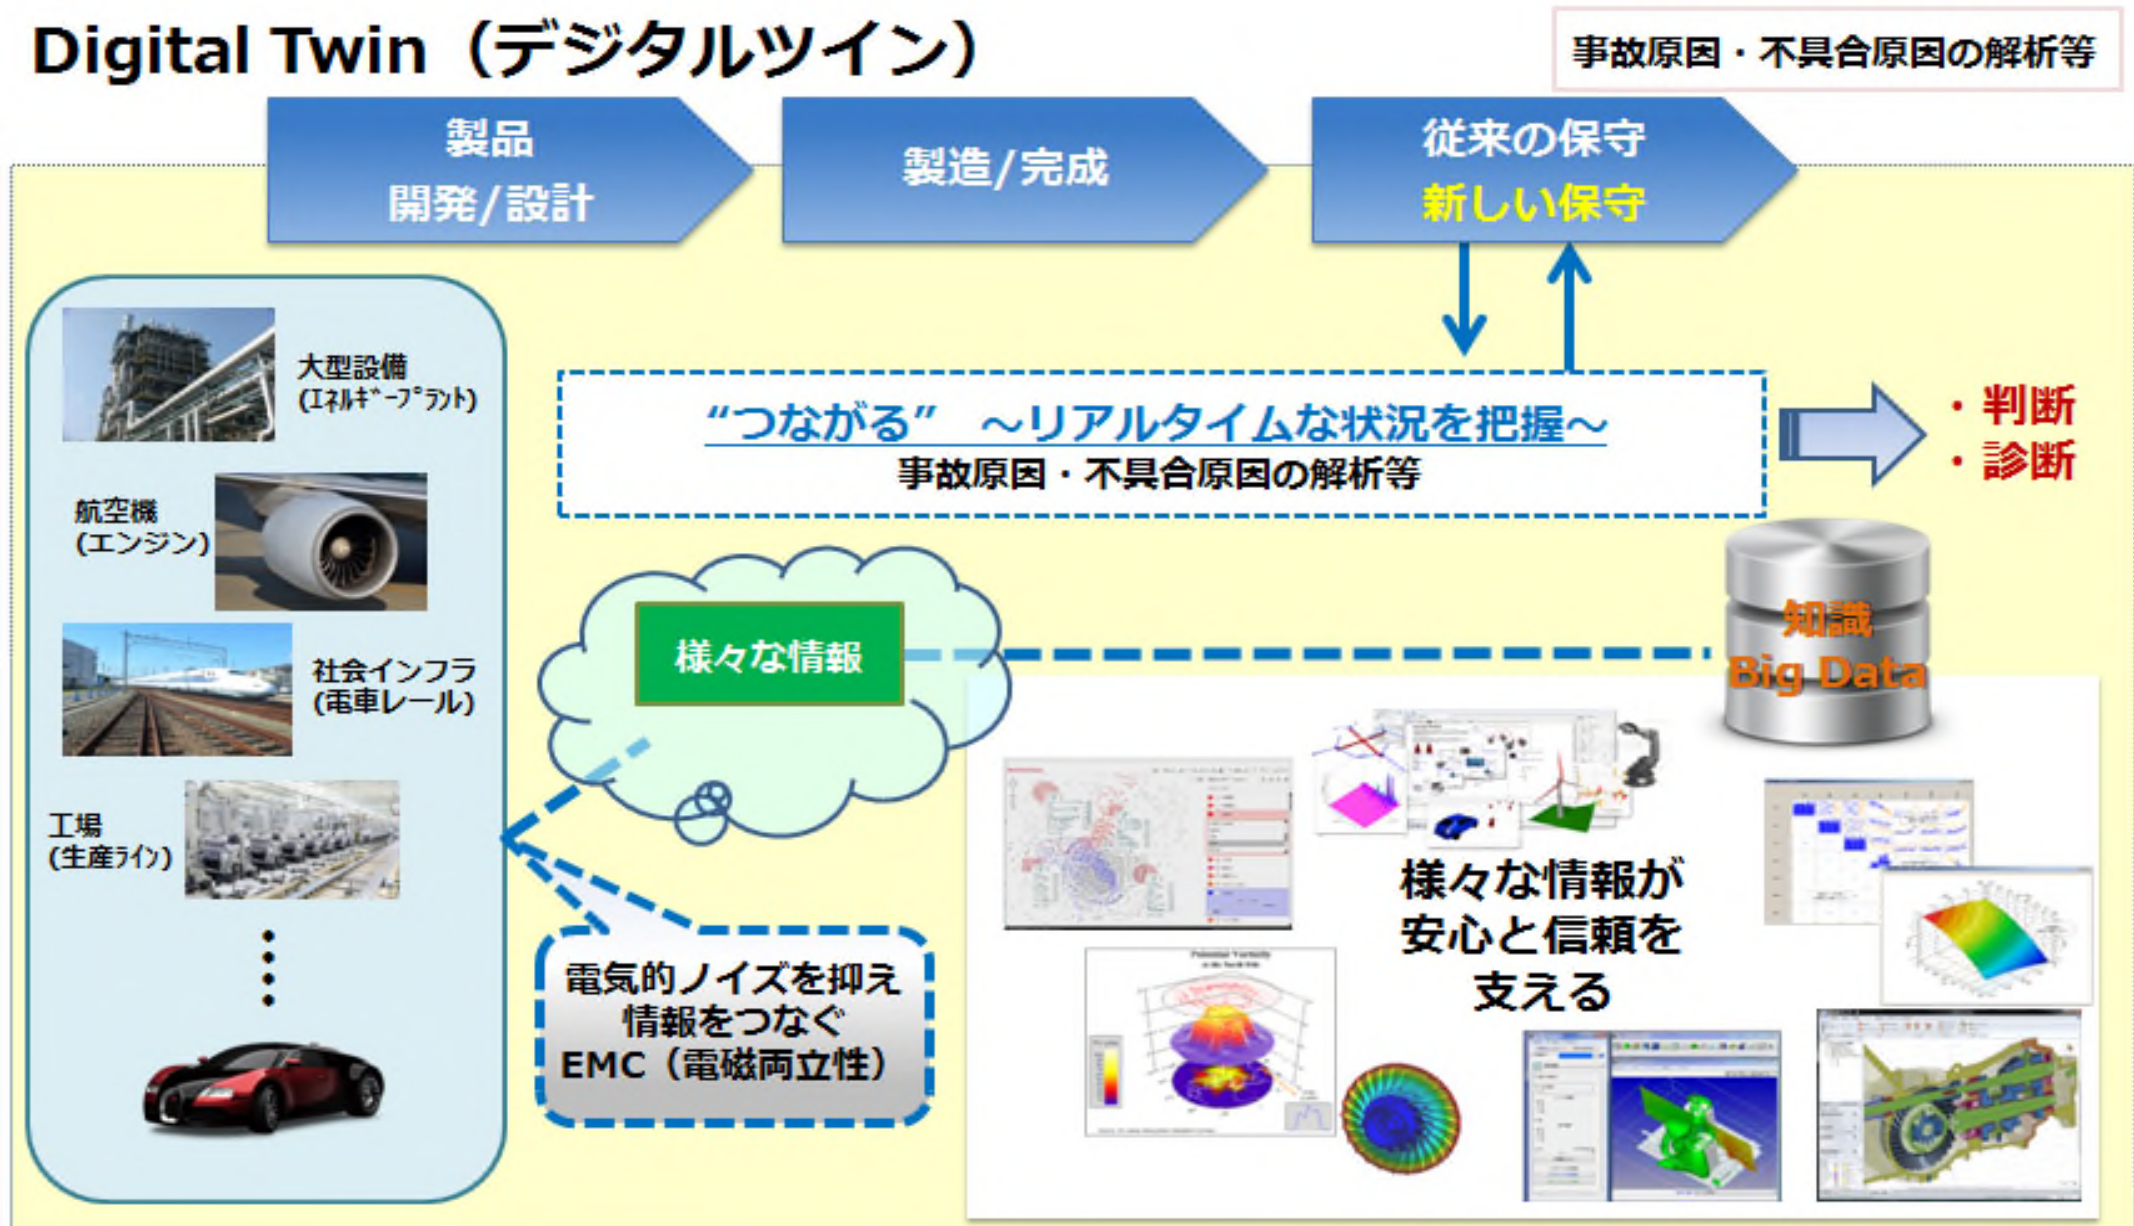 Digital Twin（デジタルツイン）
事故原因・不具合原因の解析等
製品
開発/設計
製造/完成
従来の保守
新しい保守
大型設備
(ｴﾈﾙｷﾞｰﾌﾟﾗﾝﾄ)
航空機
(エンジン)
社会インフラ
(電車レール)
工場
(生産ﾗｲﾝ)
“つながる”　～リアルタイムな状況を把握～
事故原因・不具合原因の解析等
・判断
・診断
様々な情報
知識
Big Data
電気的ノイズを抑え
情報をつなぐ
EMC（電磁両立性）
様々な情報が
安心と信頼を
支える
Potential Vorticity